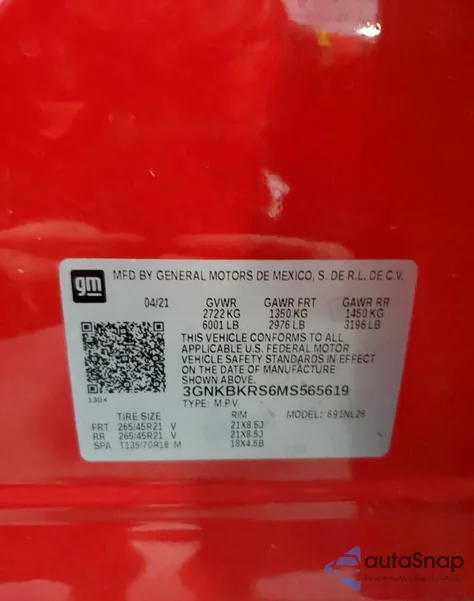 gm
MFD BY GENERAL MOTORS DE MEXICO, S. DE R.L. DE C.V.
04/21 GVWR GAWR FRT GAWR RR
2722 KG 1350 KG 1450 KG
6001 LB 2976 LB 3196 LB
THIS VEHICLE CONFORMS TO ALL
APPLICABLE U.S. FEDERAL MOTOR
VEHICLE SAFETY STANDARDS IN EFFECT
ON THE DATE OF MANUFACTURE
SHOWN ABOVE.
3GNKBKRS6MS565619
TYPE: M.P.V.
138X
TIRE SIZE RIM MODEL: 6.91NL26
FRT 265/45R21 V 21X8.5J
RR 265/45R21 V 21X8.5J
SPA T135/70R18 M 18X4.5B
autoSnap